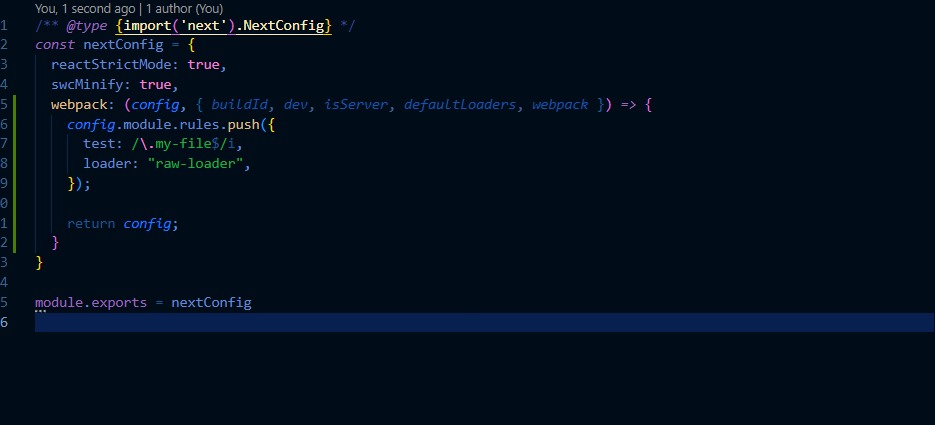 You, 1 second ago | 1 author (You)
1 /** @type {import('next').NextConfig} */
2 const nextConfig = {
3 reactStrictMode: true,
4 swcMinify: true,
5 webpack: (config, { buildId, dev, isServer, defaultLoaders, webpack }) => {
6 config.module.rules.push({
7 test: /\.my-file$/i,
8 loader: "raw-loader",
9 });
0
1 return config;
2 }
3 }
4
5 module.exports = nextConfig
6